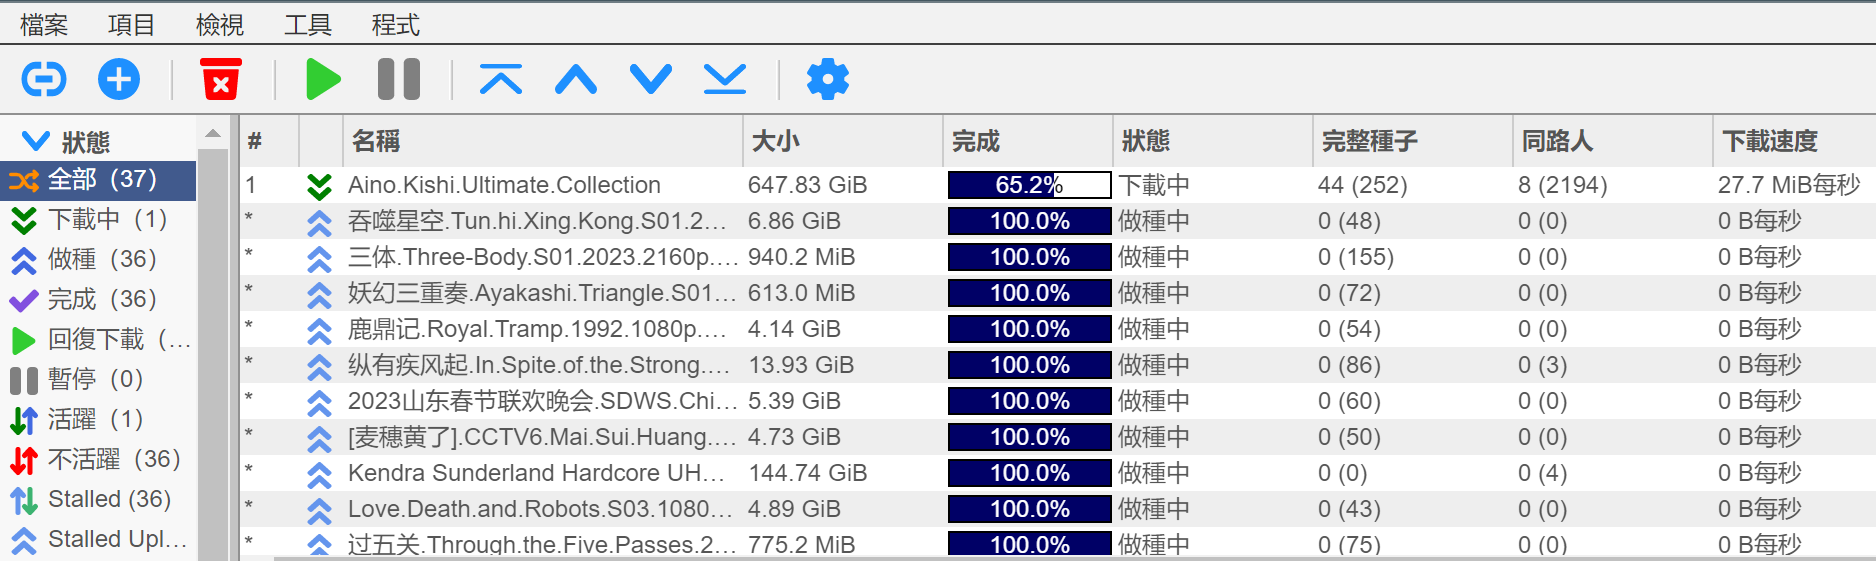 檔案 項目 檢視 工具 程式
狀態
全部 (37)
下載中 (1)
做種 (36)
完成 (36)
回復下載 (…
暫停 (0)
活躍 (1)
不活躍 (36)
Stalled (36)
Stalled Upl…
# 名稱 大小 完成 狀態 完整種子 同路人 下載速度
1 Aino.Kishi.Ultimate.Collection 647.83 GiB 65.2% 下載中 44 (252) 8 (2194) 27.7 MiB每秒
* 吞噬星空.Tun.hi.Xing.Kong.S01.2… 6.86 GiB 100.0% 做種中 0 (48) 0 (0) 0 B每秒
* 三体.Three-Body.S01.2023.2160p.… 940.2 MiB 100.0% 做種中 0 (155) 0 (0) 0 B每秒
* 妖幻三重奏.Ayakashi.Triangle.S01… 613.0 MiB 100.0% 做種中 0 (72) 0 (0) 0 B每秒
* 鹿鼎记.Royal.Tramp.1992.1080p.… 4.14 GiB 100.0% 做種中 0 (54) 0 (0) 0 B每秒
* 纵有疾风起.In.Spite.of.the.Strong.… 13.93 GiB 100.0% 做種中 0 (86) 0 (3) 0 B每秒
* 2023山东春节联欢晚会.SDWS.Chi… 5.39 GiB 100.0% 做種中 0 (60) 0 (0) 0 B每秒
* [麦穗黄了].CCTV6.Mai.Sui.Huang.… 4.73 GiB 100.0% 做種中 0 (50) 0 (0) 0 B每秒
* Kendra Sunderland Hardcore UH… 144.74 GiB 100.0% 做種中 0 (0) 0 (4) 0 B每秒
* Love.Death.and.Robots.S03.1080… 4.89 GiB 100.0% 做種中 0 (43) 0 (0) 0 B每秒
* 过五关.Through.the.Five.Passes.2… 775.2 MiB 100.0% 做種中 0 (75) 0 (0) 0 B每秒